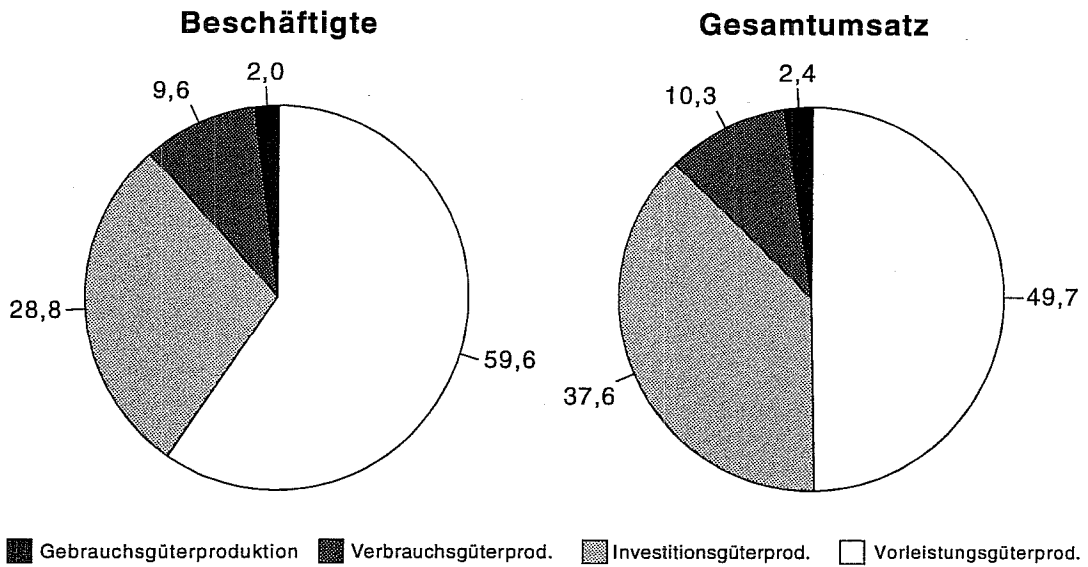 Beschäftigte
2,0
9,6
28,8
59,6
Gesamtumsatz
2,4
10,3
49,7
37,6
Gebrauchsgüterproduktion Verbrauchsgüterprod. Investitionsgüterprod. Vorleistungsgüterprod.